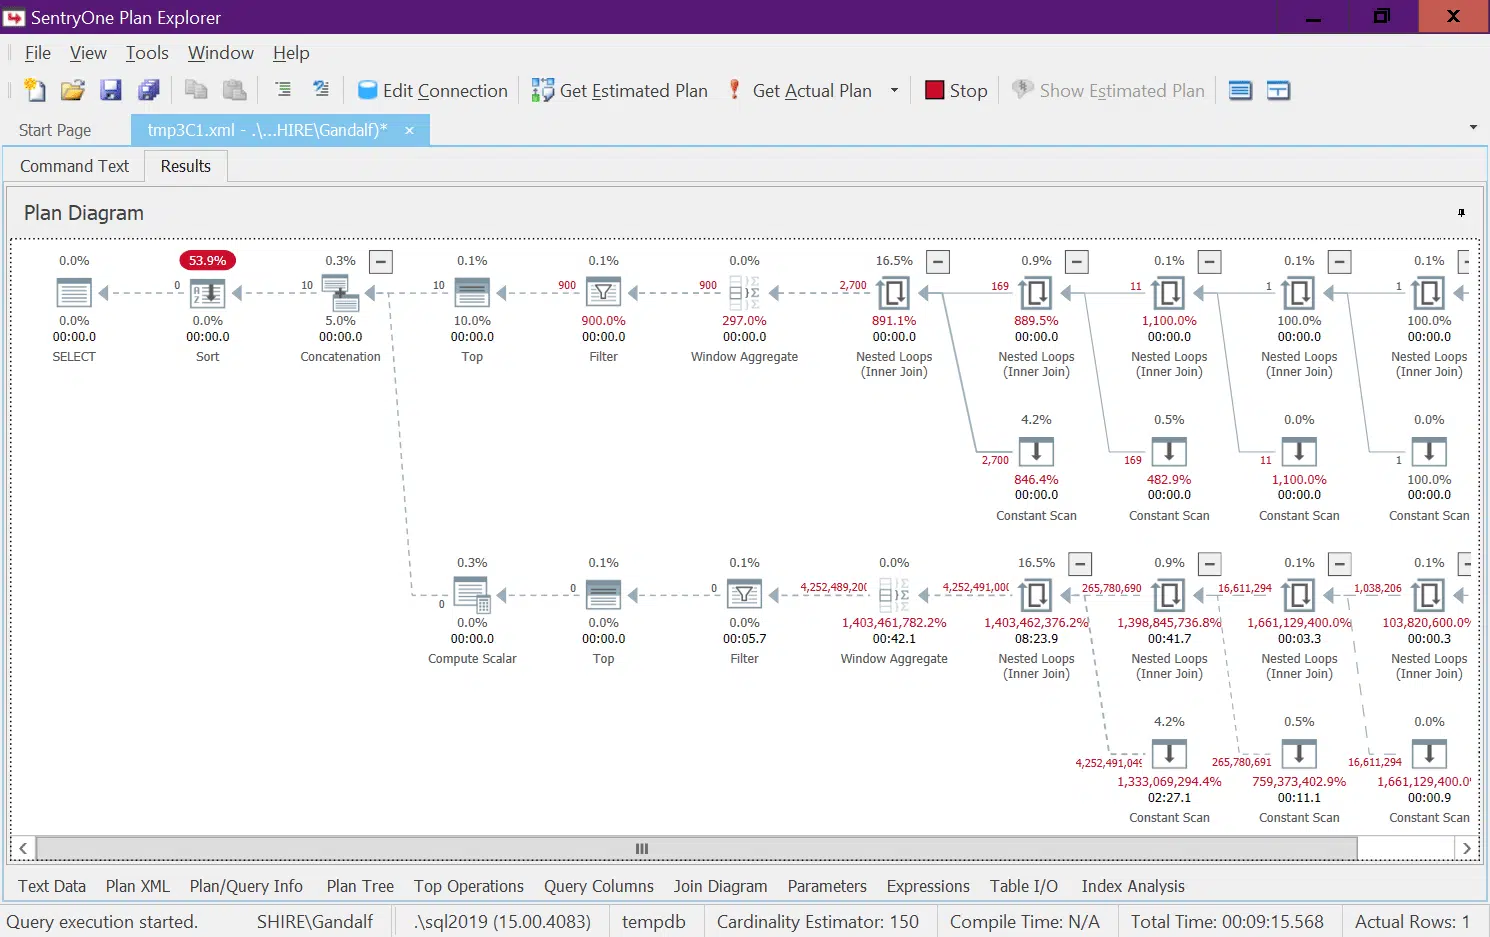 SentryOne Plan Explorer
File View Tools Window Help
Edit Connection Get Estimated Plan Get Actual Plan Stop Show Estimated Plan
Start Page tmp3C1.xml - .\...HIRE\Gandalf)* ×
Command Text Results
Plan Diagram
0.0% 53.9% 0.3% 0.1% 0.1% 0.0% 16.5% 0.9% 0.1% 0.1% 0.1%
0 10 10 900 900 2,700 169 11 1 1
0.0% 0.0% 5.0% 10.0% 900.0% 297.0% 891.1% 889.5% 1,100.0% 100.0% 100.0%
00:00.0 00:00.0 00:00.0 00:00.0 00:00.0 00:00.0 00:00.0 00:00.0 00:00.0 00:00.0 00:00.0
SELECT Sort Concatenation Top Filter Window Aggregate Nested Loops Nested Loops Nested Loops Nested Loops Nested Loops
(Inner Join) (Inner Join) (Inner Join) (Inner Join) (Inner Join)
4.2% 0.5% 0.0% 0.0%
2,700 169 11 1
846.4% 482.9% 1,100.0% 100.0%
00:00.0 00:00.0 00:00.0 00:00.0
Constant Scan Constant Scan Constant Scan Constant Scan
0.3% 0.1% 0.1% 0.0% 16.5% 0.9% 0.1% 0.1%
0 0 0 4,252,489,200 4,252,491,000 265,780,690 16,611,294 1,038,206
0.0% 0.0% 0.0% 1,403,461,782.2% 1,403,462,376.2% 1,398,845,736.8% 1,661,129,400.0% 103,820,600.0%
00:00.0 00:00.0 00:05.7 00:42.1 08:23.9 00:41.7 00:03.3 00:00.3
Compute Scalar Top Filter Window Aggregate Nested Loops Nested Loops Nested Loops Nested Loops
(Inner Join) (Inner Join) (Inner Join) (Inner Join)
4.2% 0.5% 0.0%
4,252,491,049 265,780,691 16,611,294
1,333,069,294.4% 759,373,402.9% 1,661,129,400.0%
02:27.1 00:11.1 00:00.9
Constant Scan Constant Scan Constant Scan
Text Data Plan XML Plan/Query Info Plan Tree Top Operations Query Columns Join Diagram Parameters Expressions Table I/O Index Analysis
Query execution started. SHIRE\Gandalf .\sql2019 (15.00.4083) tempdb Cardinality Estimator: 150 Compile Time: N/A Total Time: 00:09:15.568 Actual Rows: 1